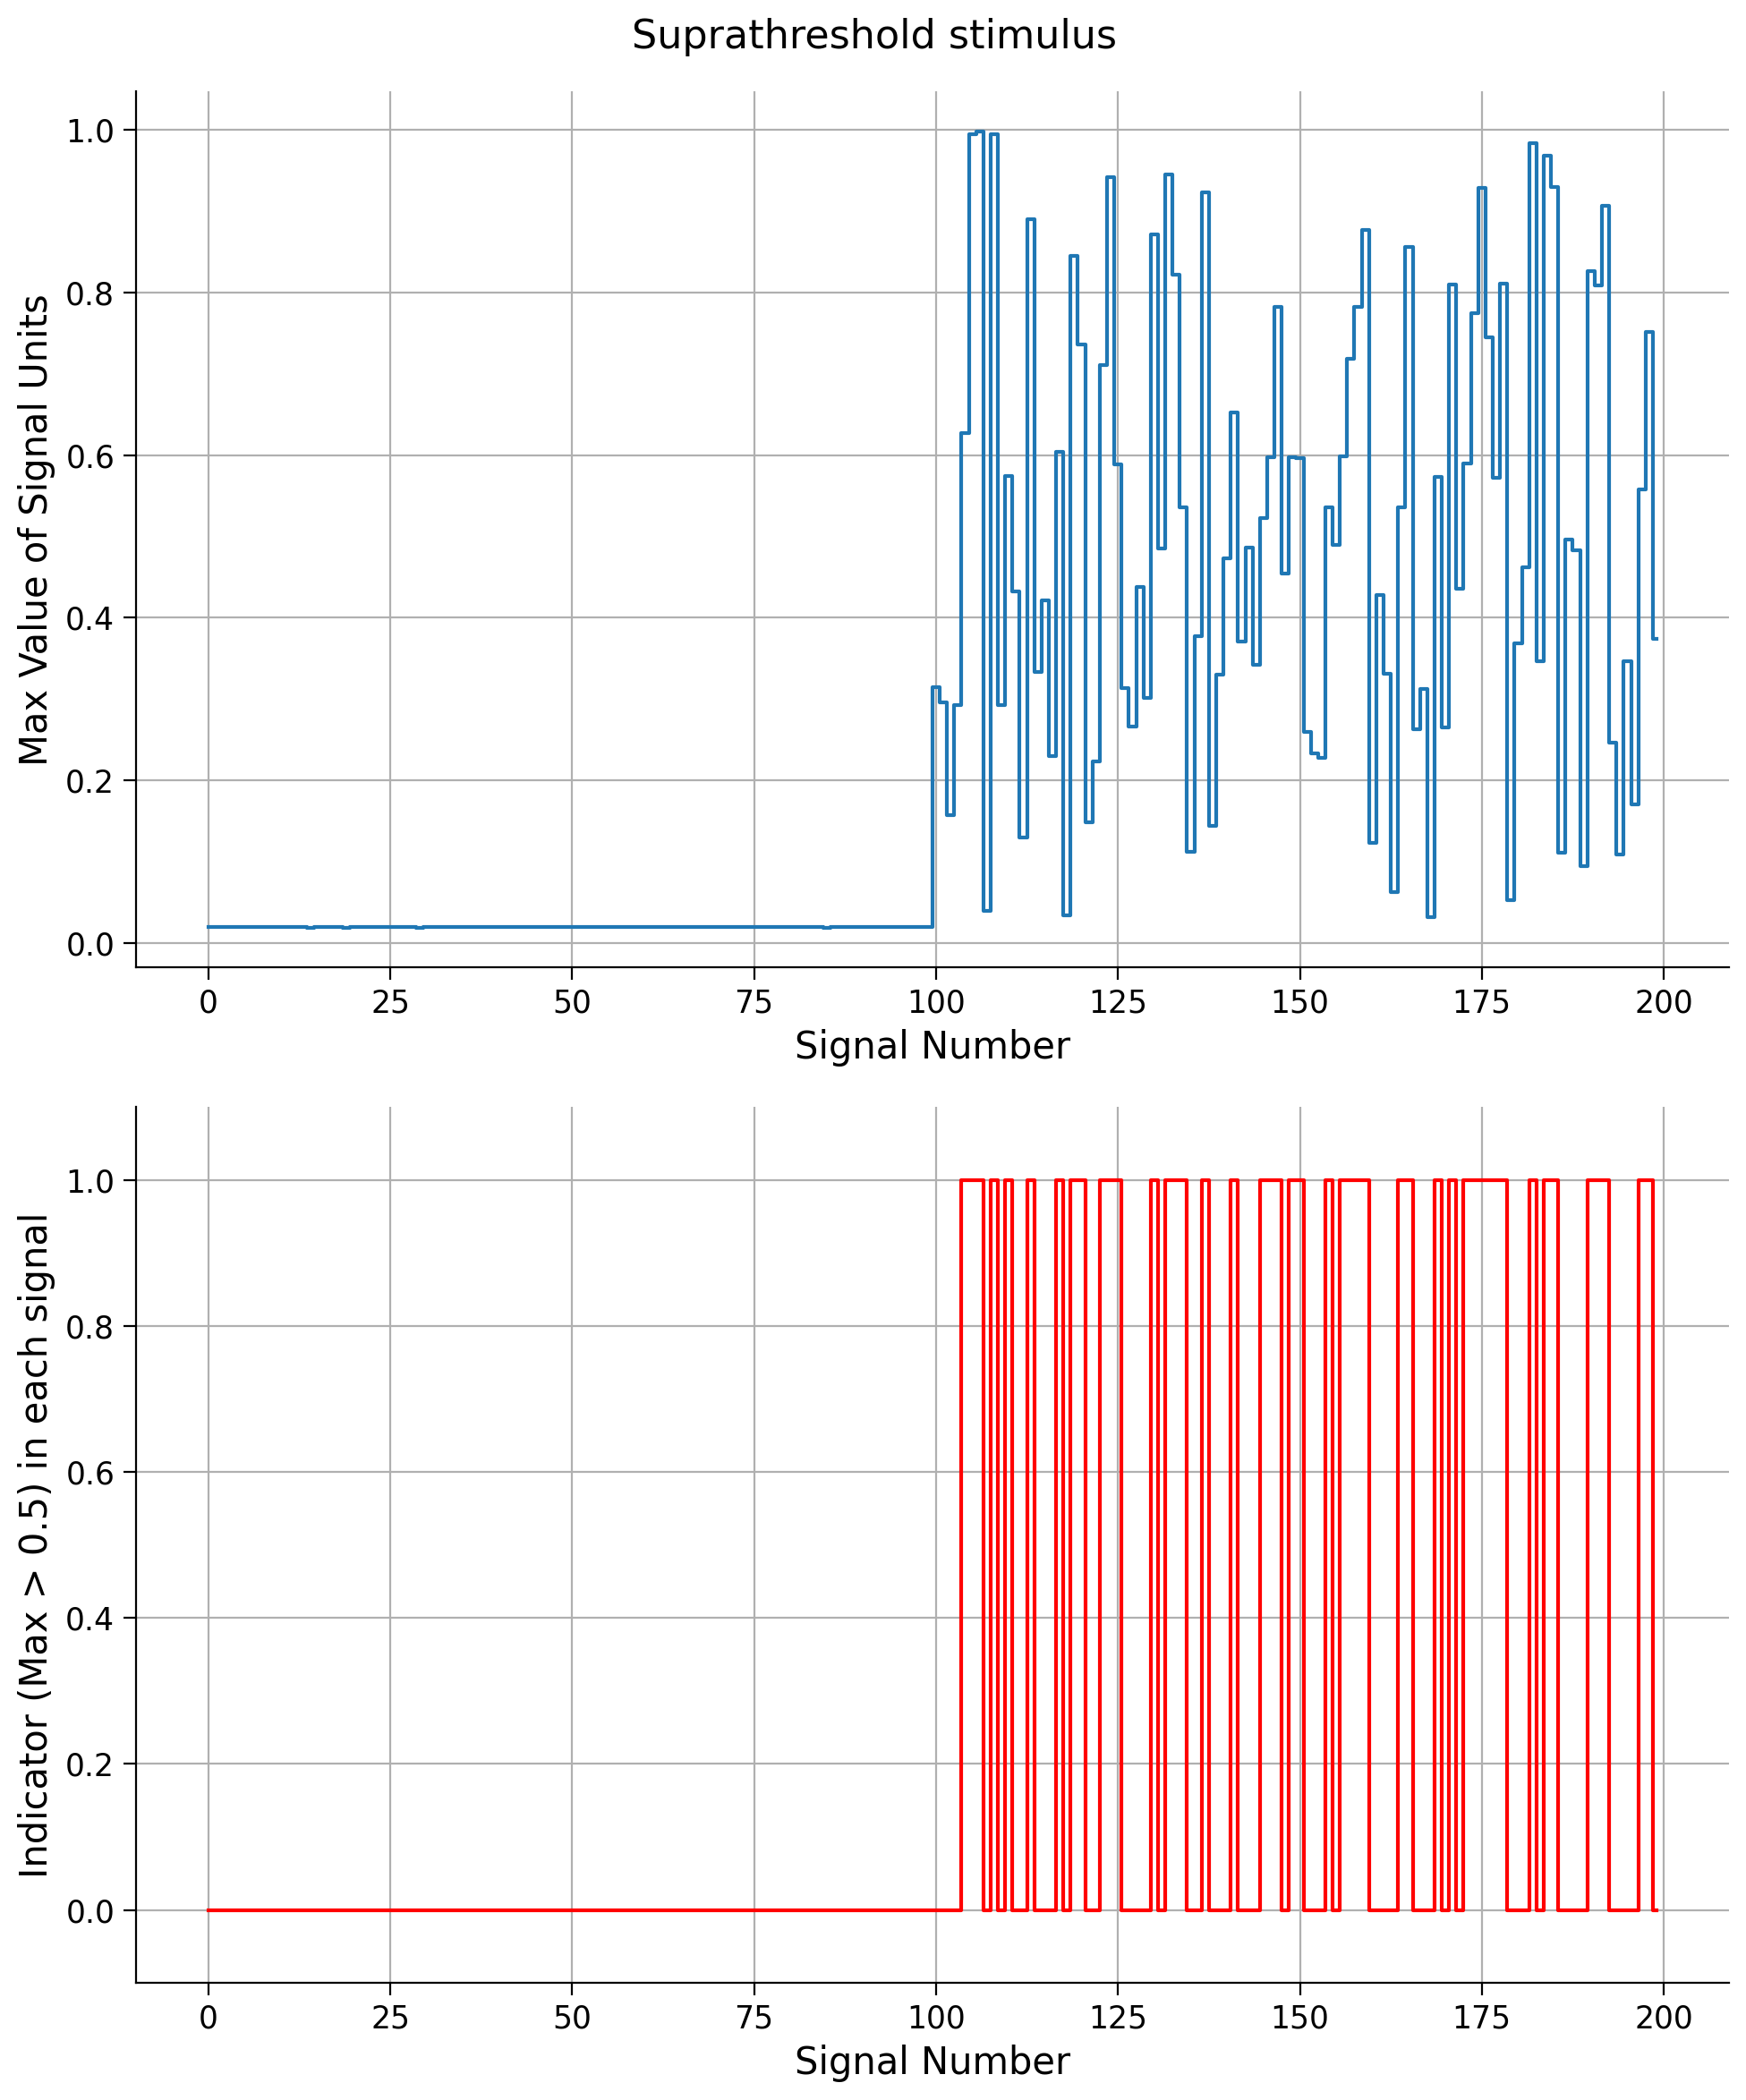 Suprathreshold stimulus
Max Value of Signal Units
1.0
0.8
0.6
0.4
0.2
0.0
0 25 50 75 100 125 150 175 200
Signal Number
Indicator (Max > 0.5) in each signal
1.0
0.8
0.6
0.4
0.2
0.0
0 25 50 75 100 125 150 175 200
Signal Number